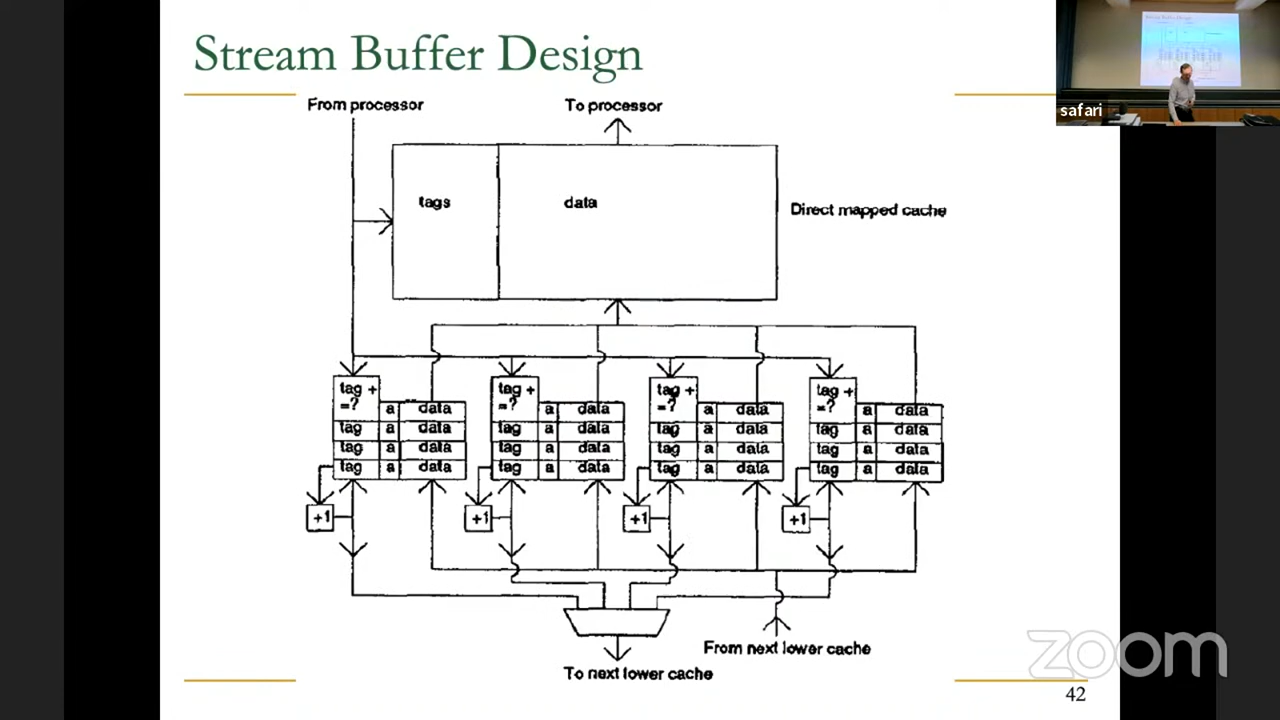 Stream Buffer Design
safari
From processor
To processor
tags
data
Direct mapped cache
tag +
=?
a
data
tag
a
data
tag
a
data
tag
a
data
+1
tag +
=?
a
data
tag
a
data
tag
a
data
tag
a
data
+1
tag +
=?
a
data
tag
a
data
tag
a
data
tag
a
data
+1
tag +
=?
a
data
tag
a
data
tag
a
data
tag
a
data
+1
From next lower cache
To next lower cache
zoom
42